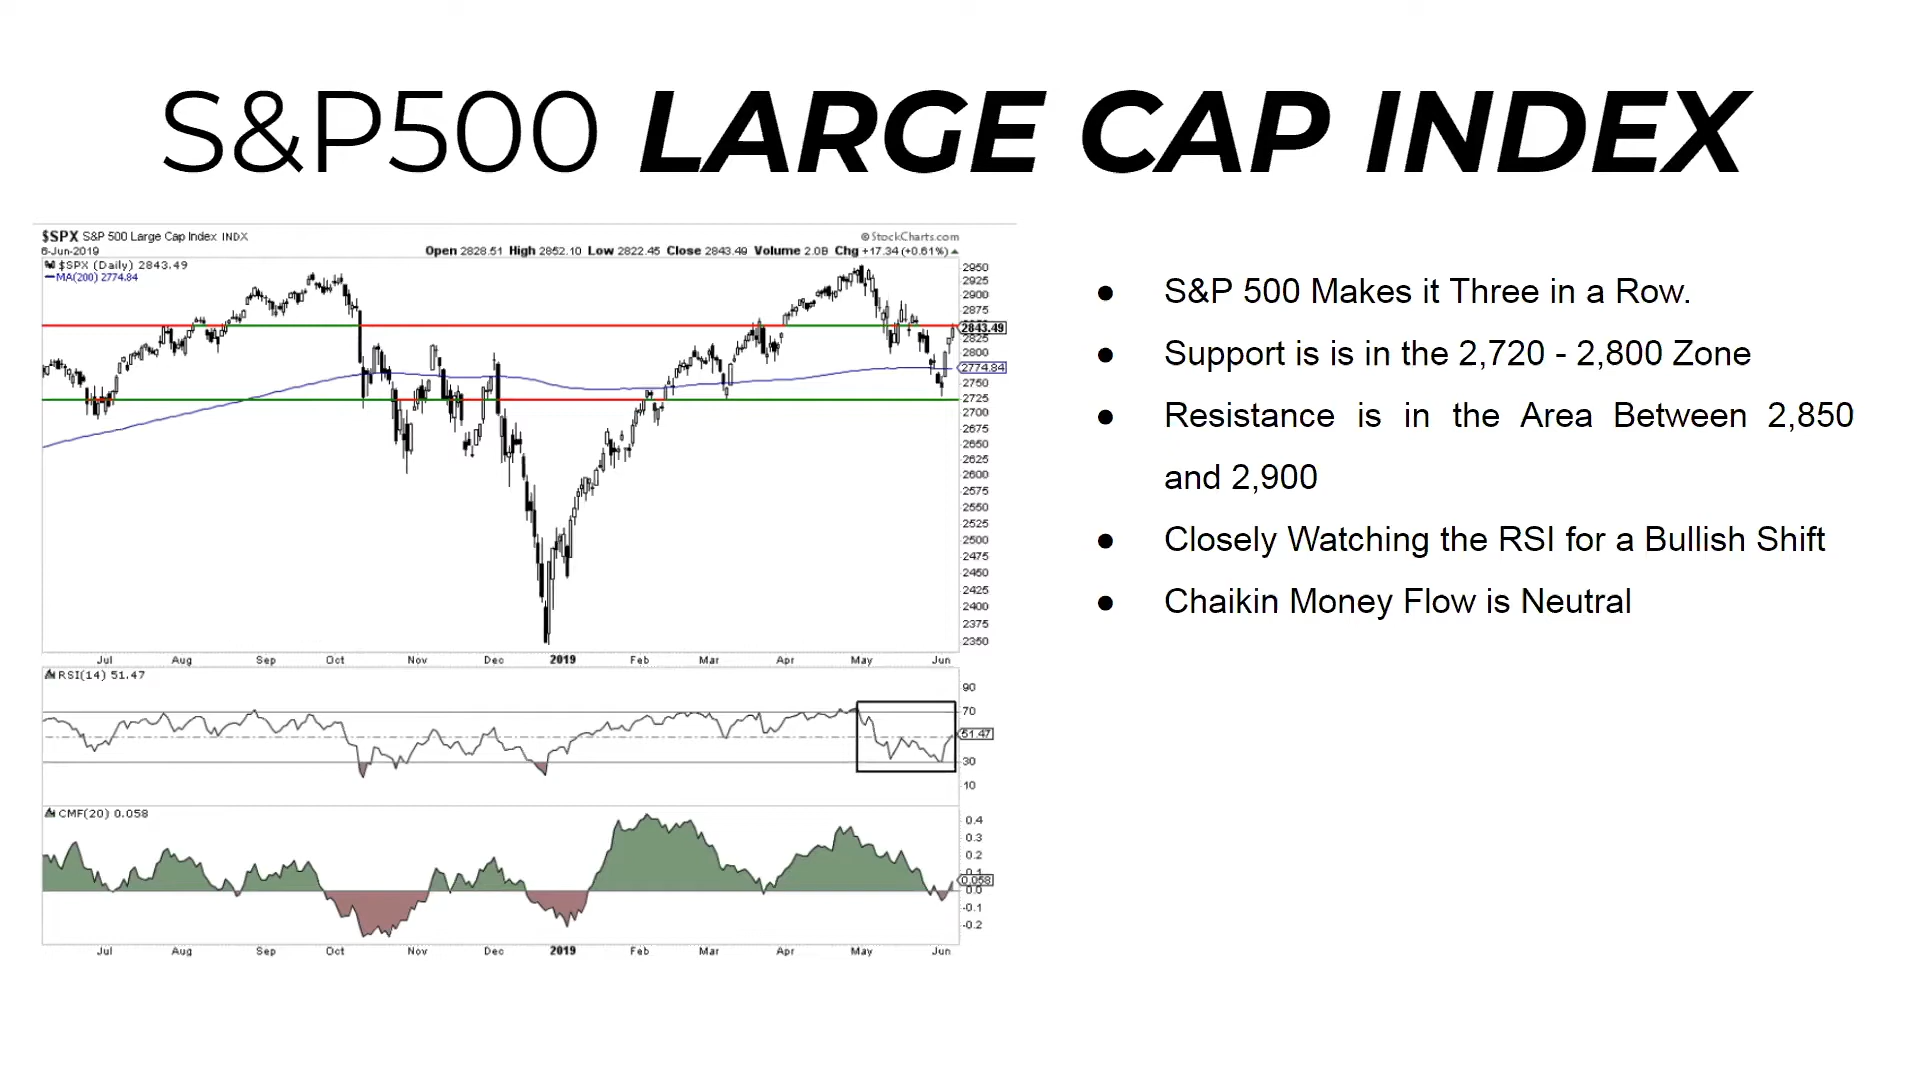 S&P500 LARGE CAP INDEX
$SPX S&P 500 Large Cap Index INDX
©StockCharts.com
6-Jun-2019
Open 2828.51 High 2852.10 Low 2822.45 Close 2843.49 Volume 2.0B Chg +17.34 (+0.61%)
$SPX (Daily) 2843.49
MA(200) 2774.84
2950
2925
2900
2875
2843.49
2825
2800
2774.84
2750
2725
2700
2675
2650
2625
2600
2575
2550
2525
2500
2475
2450
2425
2400
2375
2350
Jul Aug Sep Oct Nov Dec 2019 Feb Mar Apr May Jun
RSI(14) 51.47
90
70
51.47
30
10
CMF(20) 0.058
0.4
0.3
0.2
0.1
0.058
0.0
-0.1
-0.2
Jul Aug Sep Oct Nov Dec 2019 Feb Mar Apr May Jun
● S&P 500 Makes it Three in a Row.
● Support is is in the 2,720 - 2,800 Zone
● Resistance is in the Area Between 2,850
and 2,900
● Closely Watching the RSI for a Bullish Shift
● Chaikin Money Flow is Neutral